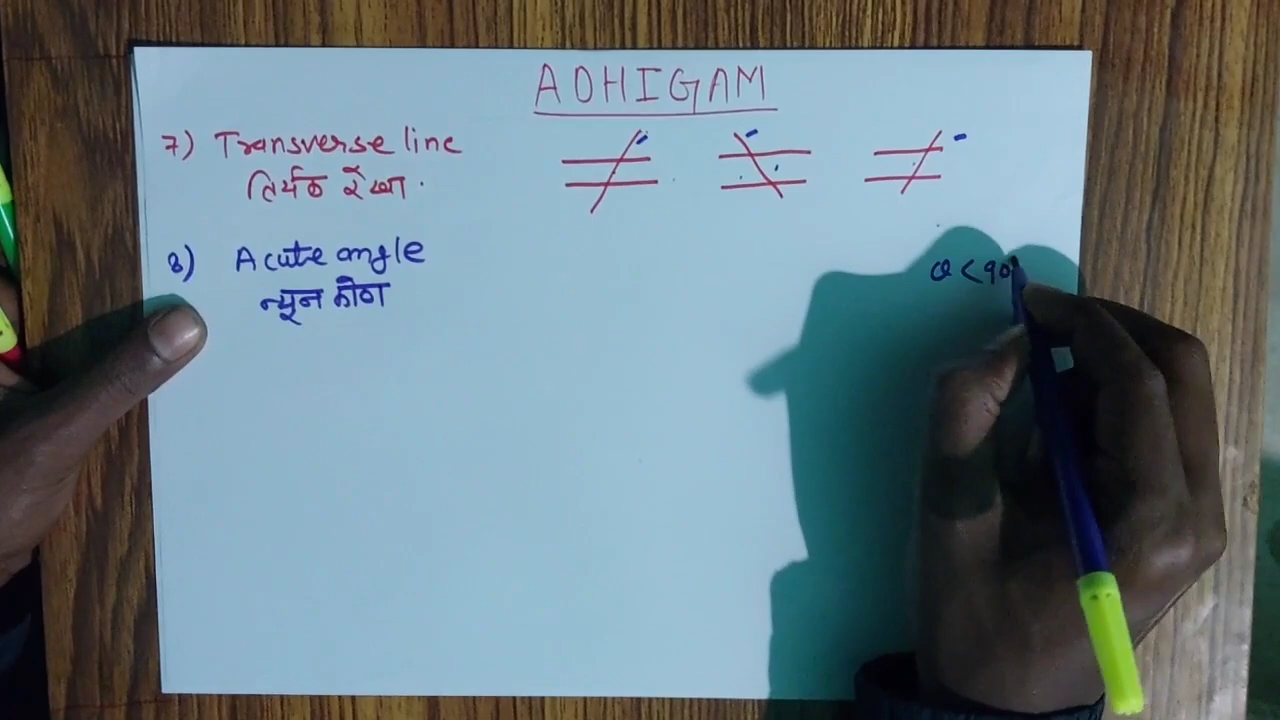 ADHIGAM
7) Transverse line
तिर्यक रेखा.
8) Acute angle
न्यून कोण
θ < 90°